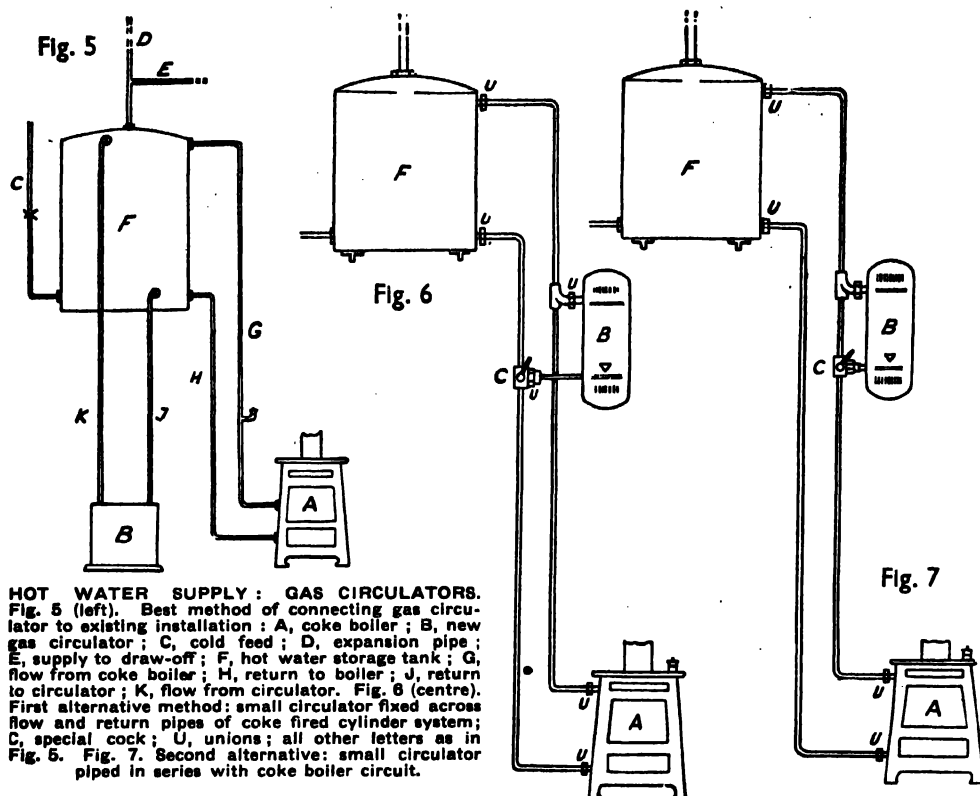 Fig. 5
D
E
C
F
G
H
K
J
B
A
U
F
U
Fig. 6
U
B
C
U
U
A
U
U
F
U
B
C
Fig. 7
U
A
U
HOT WATER SUPPLY : GAS CIRCULATORS.
Fig. 5 (left). Best method of connecting gas circu-
lator to existing installation : A, coke boiler ; B, new
gas circulator ; C, cold feed ; D, expansion pipe ;
E, supply to draw-off ; F, hot water storage tank ; G,
flow from coke boiler ; H, return to boiler ; J, return
to circulator ; K, flow from circulator. Fig. 6 (centre).
First alternative method : small circulator fixed across
flow and return pipes of coke fired cylinder system ;
C, special cock ; U, unions ; all other letters as in
Fig. 5. Fig. 7. Second alternative : small circulator
piped in series with coke boiler circuit.